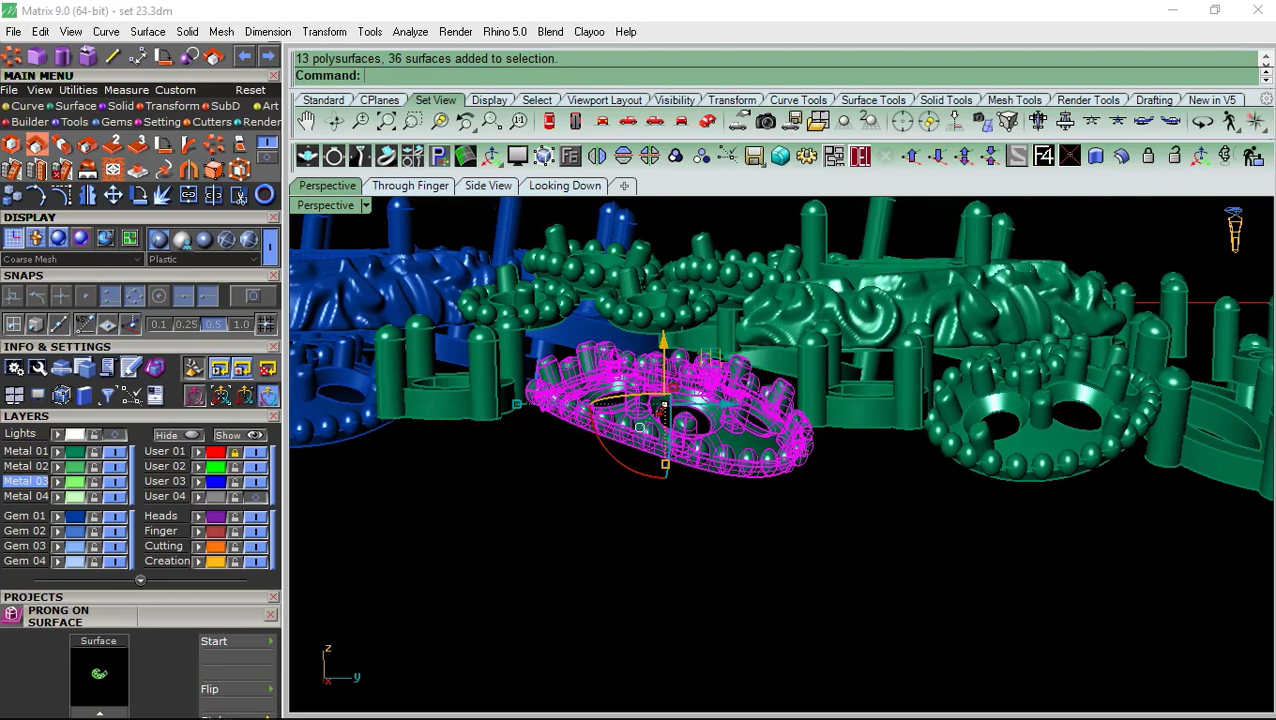 Matrix 9.0 (64-bit) - set 23.3dm
File Edit View Curve Surface Solid Mesh Dimension Transform Tools Analyze Render Rhino 5.0 Blend Clayoo Help
13 polysurfaces, 36 surfaces added to selection.
Command:
MAIN MENU
File View Utilities Measure Custom Reset
Curve Surface Solid Transform SubD Art
Builder Tools Gems Setting Cutters Render
Standard CPlanes Set View Display Select Viewport Layout Visibility Transform Curve Tools Surface Tools Solid Tools Mesh Tools Render Tools Drafting New in V5
Perspective Through Finger Side View Looking Down
Perspective
DISPLAY
Coarse Mesh Plastic
SNAPS
0.1 0.25 0.5 1.0
INFO & SETTINGS
LAYERS
Lights Hide Show
Metal 01 User 01
Metal 02 User 02
Metal 03 User 03
Metal 04 User 04
Gem 01 Heads
Gem 02 Finger
Gem 03 Cutting
Gem 04 Creation
PROJECTS
PRONG ON
SURFACE
Surface Start
Flip
z
x y